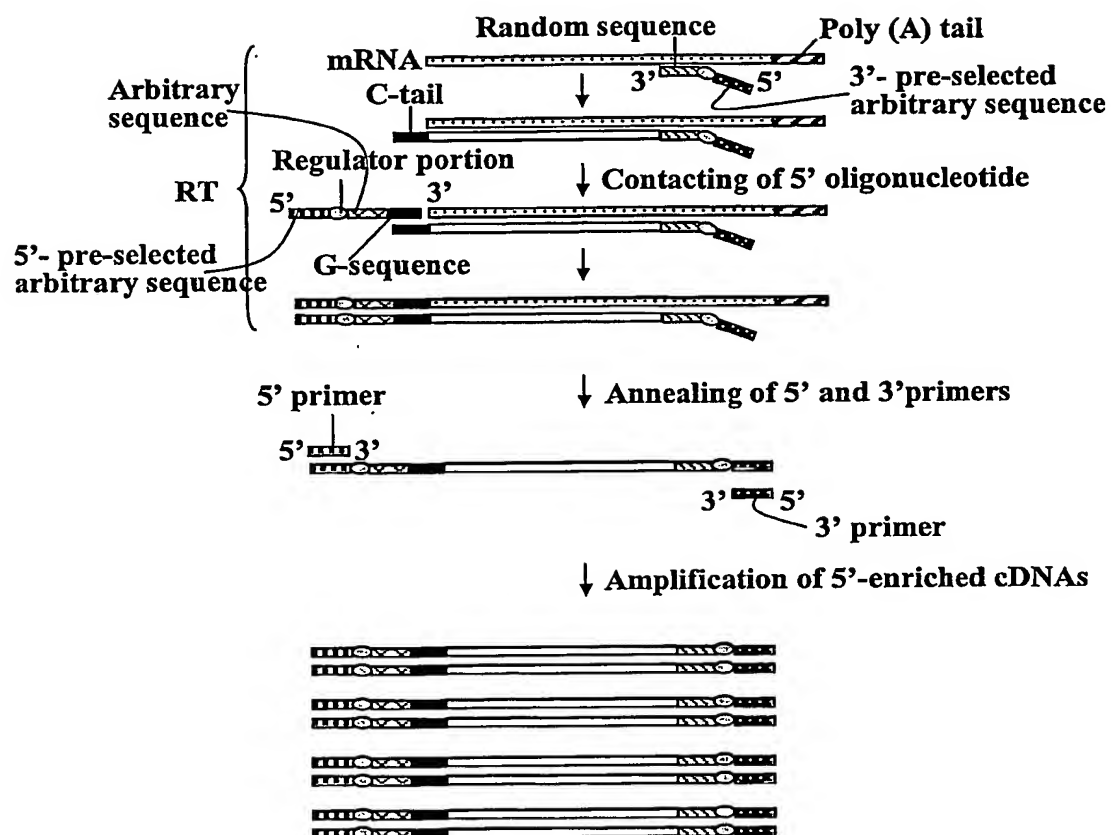 Random sequence
Poly (A) tail
mRNA
3’
5’
3’- pre-selected
arbitrary sequence
Arbitrary
sequence
C-tail
Regulator portion
RT
5’
3’
Contacting of 5’ oligonucleotide
5’- pre-selected
arbitrary sequence
G-sequence
Annealing of 5’ and 3’primers
5’ primer
5’
3’
3’
5’
3’ primer
Amplification of 5’-enriched cDNAs